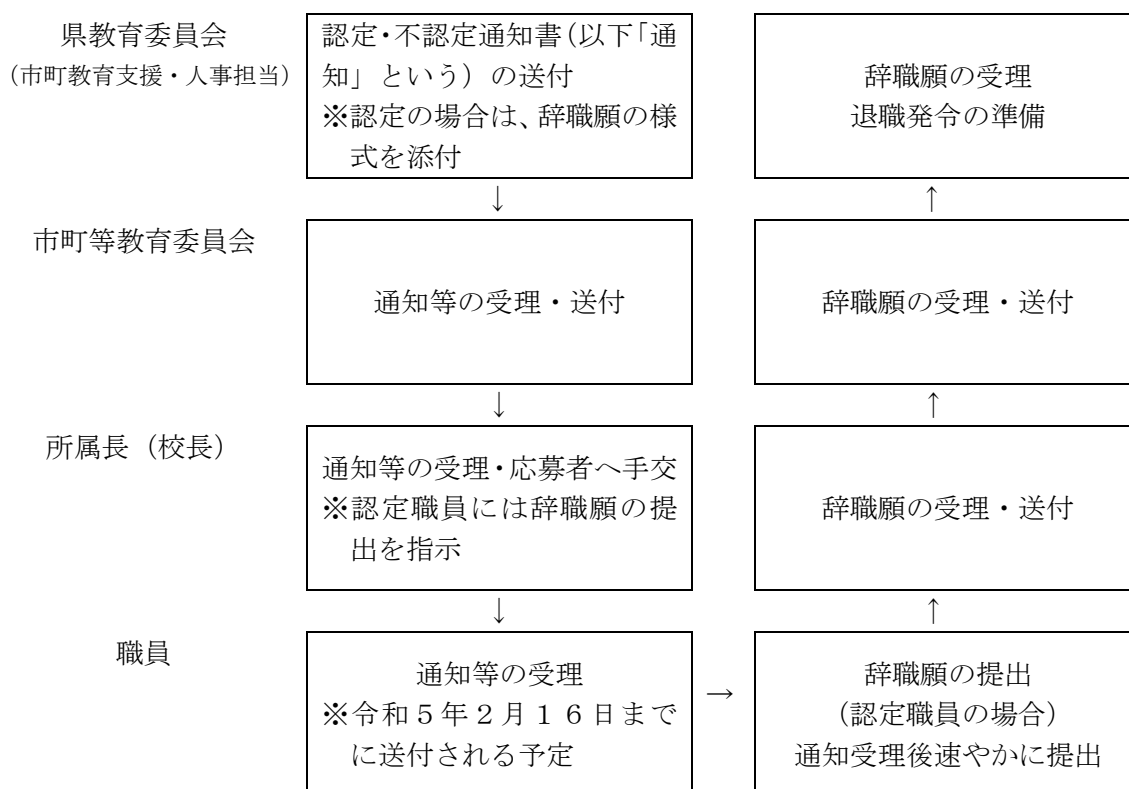 県教育委員会
（市町教育支援・人事担当）
認定・不認定通知書（以下「通
知」という）の送付
※認定の場合は、辞職願の様
式を添付
辞職願の受理
退職発令の準備
↓
↑
市町等教育委員会
通知等の受理・送付
辞職願の受理・送付
↓
↑
所属長（校長）
通知等の受理・応募者へ手交
※認定職員には辞職願の提
出を指示
辞職願の受理・送付
↓
↑
職員
通知等の受理
※令和５年２月１６日まで
に送付される予定
→
辞職願の提出
（認定職員の場合）
通知受理後速やかに提出